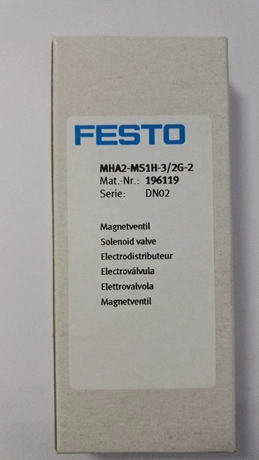 FESTO
MHA2-MS1H-3/2G-2
Mat.-Nr.: 196119
Serie: DN02
Magnetventil
Solenoid valve
Electrodistributeur
Electroválvula
Elettrovalvola
Magnetventil